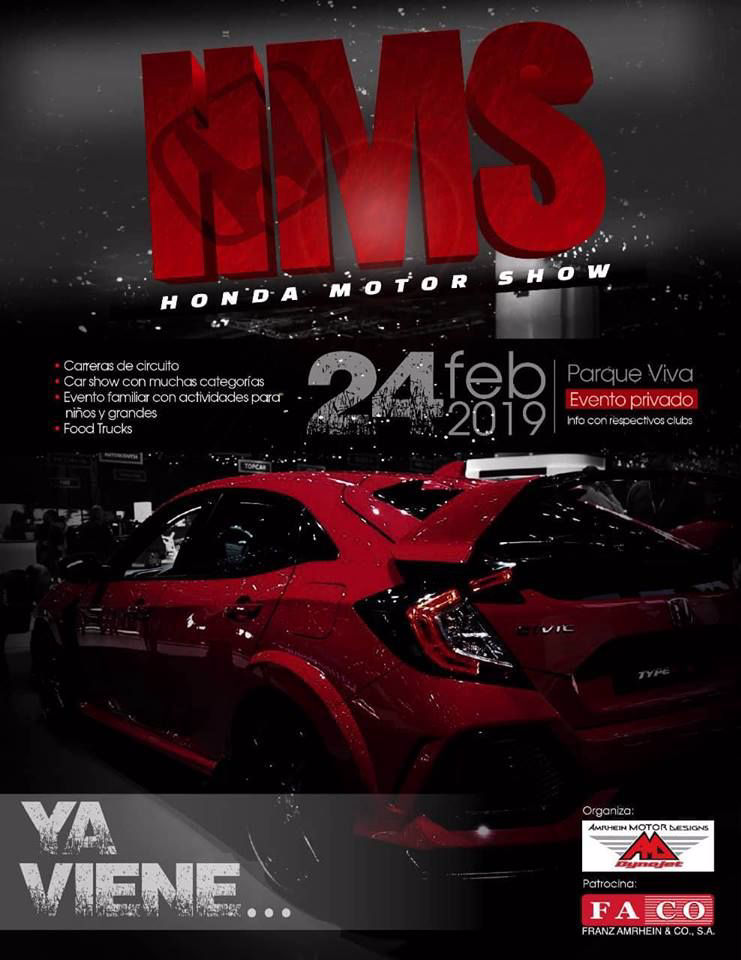 HMS
HONDA MOTOR SHOW
• Carreras de circuito
• Car show con muchas categorías
• Evento familiar con actividades para
niños y grandes
• Food Trucks
24 feb
2019
Parque Viva
Evento privado
Info con respectivos clubs
TOPCAR
CIVIC
TYPE
YA
VIENE...
Organiza:
AMRHEIN MOTOR DESIGNS
Dynojet
Patrocina:
FACO
FRANZ AMRHEIN & CO., S.A.